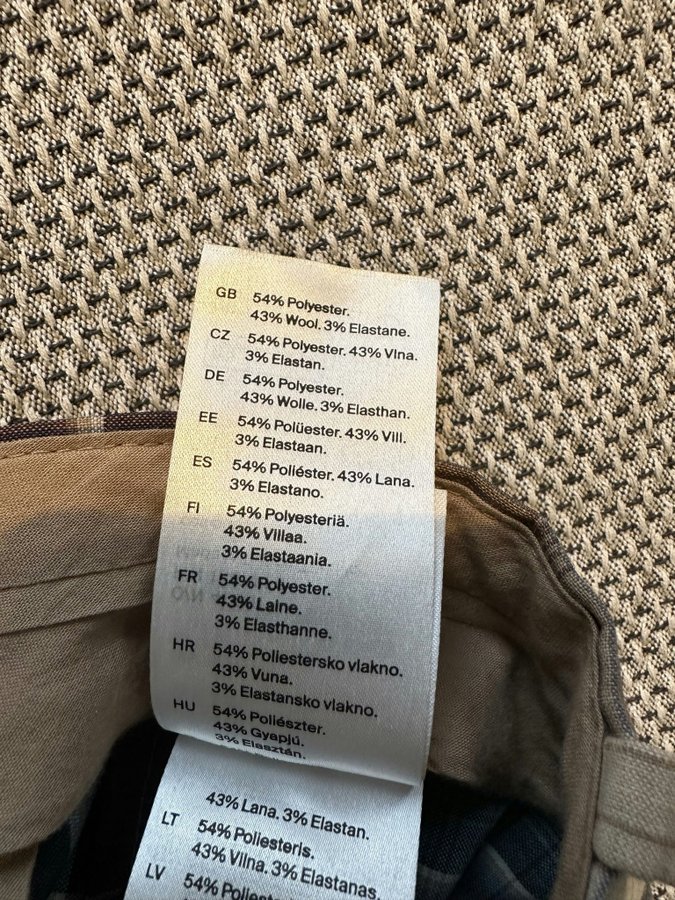 GB 54% Polyester.
43% Wool. 3% Elastane.
CZ 54% Polyester. 43% Vlna.
3% Elastan.
DE 54% Polyester.
43% Wolle. 3% Elasthan.
EE 54% Polüester. 43% Vill.
3% Elastaan.
ES 54% Poliéster. 43% Lana.
3% Elastano.
FI 54% Polyesteriä.
43% Villaa.
3% Elastaania.
FR 54% Polyester.
43% Laine.
3% Elasthanne.
HR 54% Poliestersko vlakno.
43% Vuna.
3% Elastansko vlakno.
HU 54% Poliészter.
43% Gyapjú.
3% Elasztán.
43% Lana. 3% Elastan.
LT 54% Poliesteris.
43% Vilna. 3% Elastanas.
LV 54%